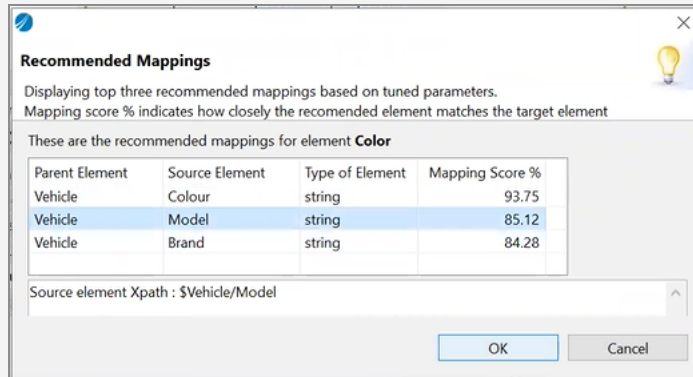 Recommended Mappings
Displaying top three recommended mappings based on tuned parameters.
Mapping score % indicates how closely the recomended element matches the target element
These are the recommended mappings for element Color
Parent Element Source Element Type of Element Mapping Score %
Vehicle Colour string 93.75
Vehicle Model string 85.12
Vehicle Brand string 84.28
Source element Xpath : $Vehicle/Model
OK Cancel